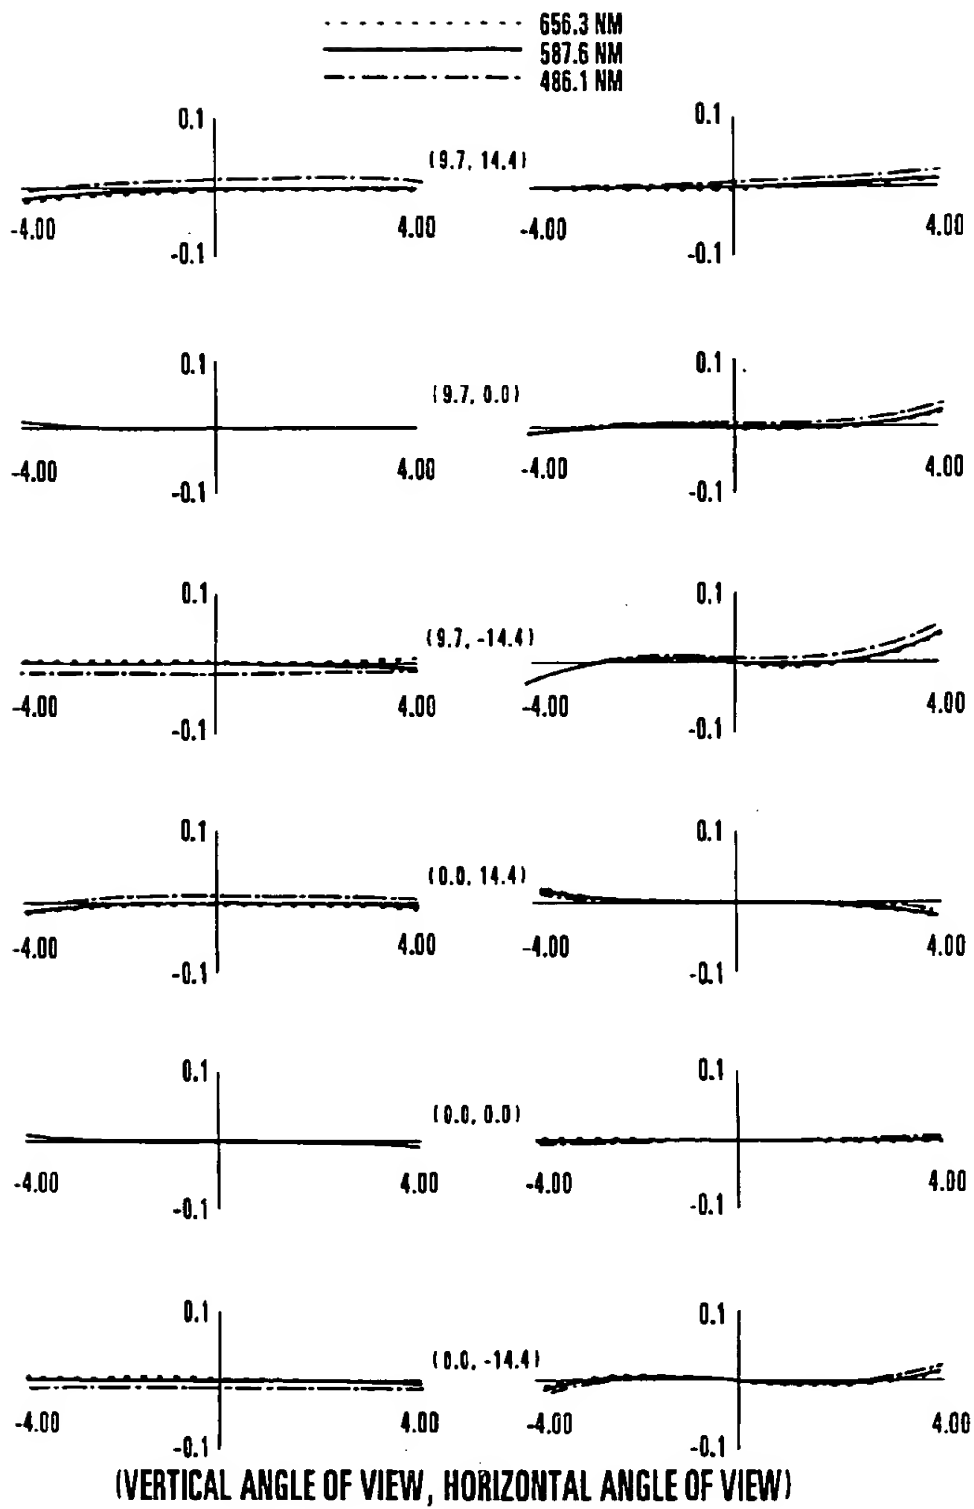 656.3 NM
587.6 NM
486.1 NM
0.1 0.1
(9.7, 14.4)
-4.00 4.00 -4.00 4.00
-0.1 -0.1
0.1 0.1
(9.7, 0.0)
-4.00 4.00 -4.00 4.00
-0.1 -0.1
0.1 0.1
(9.7, -14.4)
-4.00 4.00 -4.00 4.00
-0.1 -0.1
0.1 0.1
(0.0, 14.4)
-4.00 4.00 -4.00 4.00
-0.1 -0.1
0.1 0.1
(0.0, 0.0)
-4.00 4.00 -4.00 4.00
-0.1 -0.1
0.1 0.1
(0.0, -14.4)
-4.00 4.00 -4.00 4.00
-0.1 -0.1
(VERTICAL ANGLE OF VIEW, HORIZONTAL ANGLE OF VIEW)